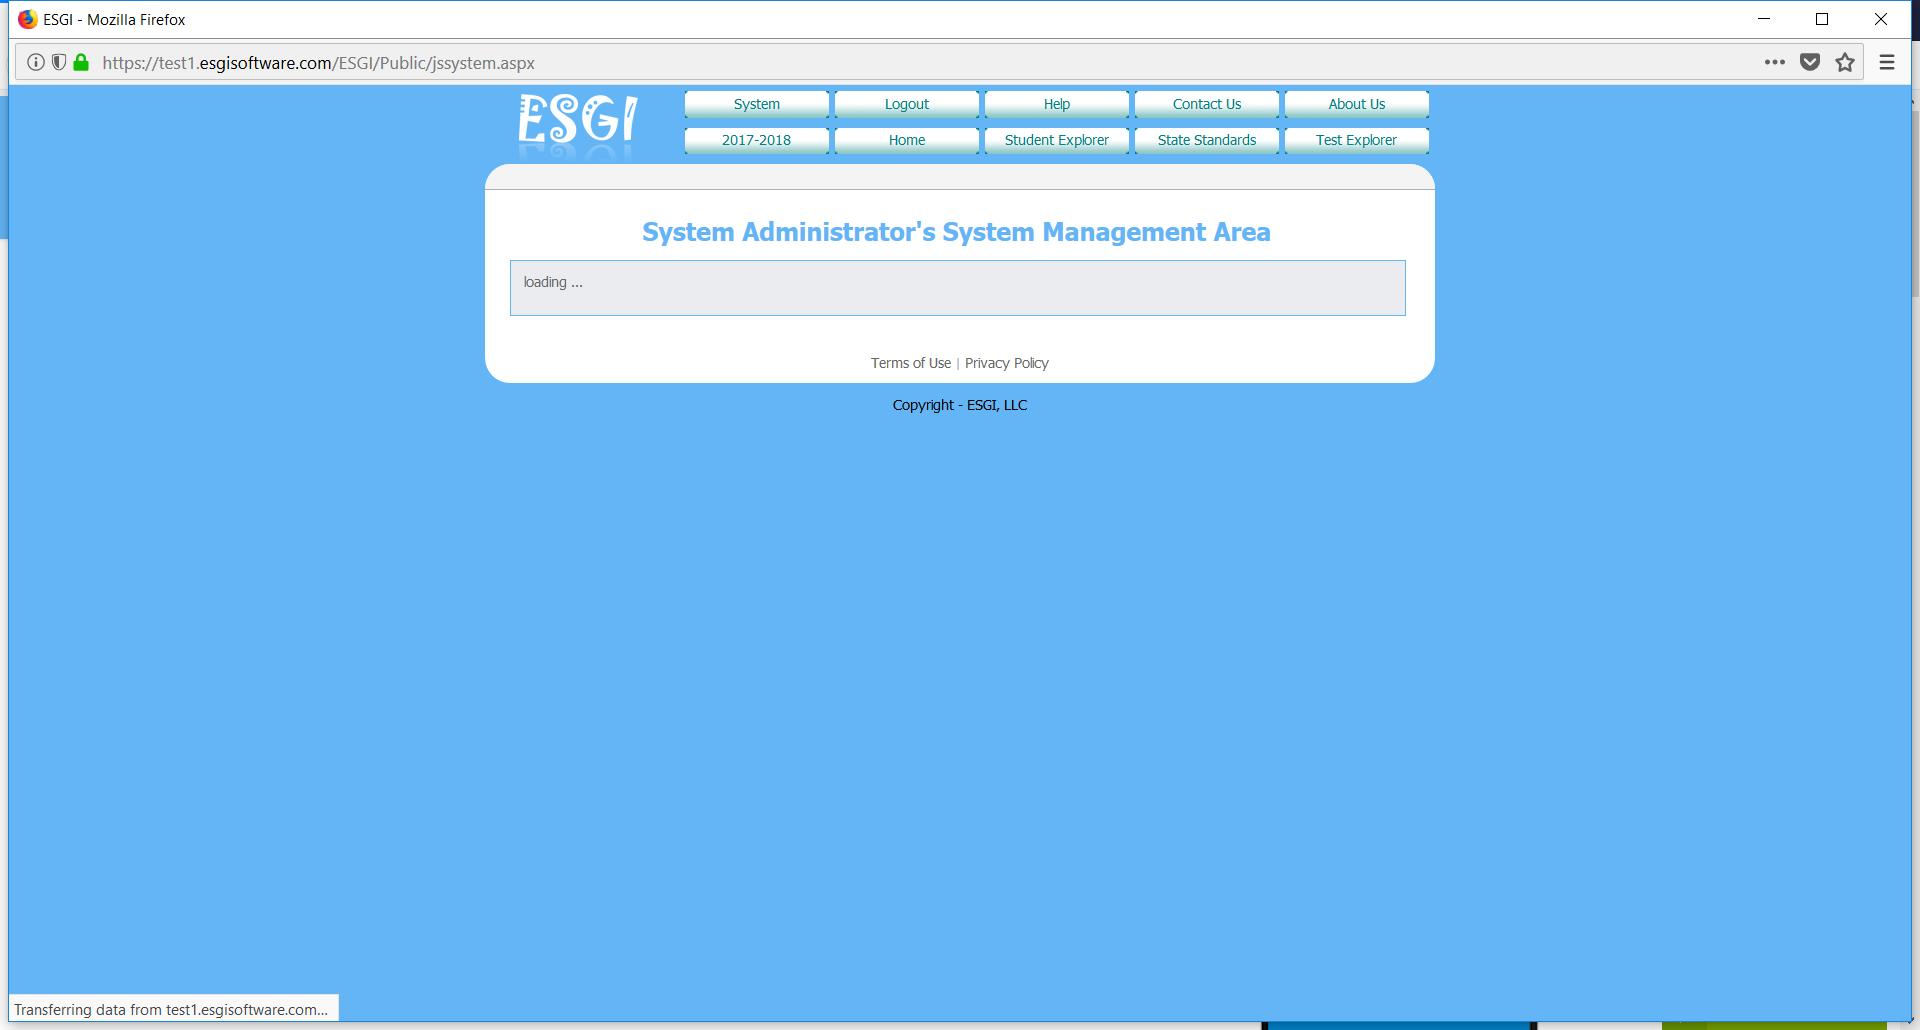 ESGI - Mozilla Firefox
https://test1.esgisoftware.com/ESGI/Public/jssystem.aspx
ESGI
System Logout Help Contact Us About Us
2017-2018 Home Student Explorer State Standards Test Explorer
System Administrator's System Management Area
loading ...
Terms of Use | Privacy Policy
Copyright - ESGI, LLC
Transferring data from test1.esgisoftware.com...